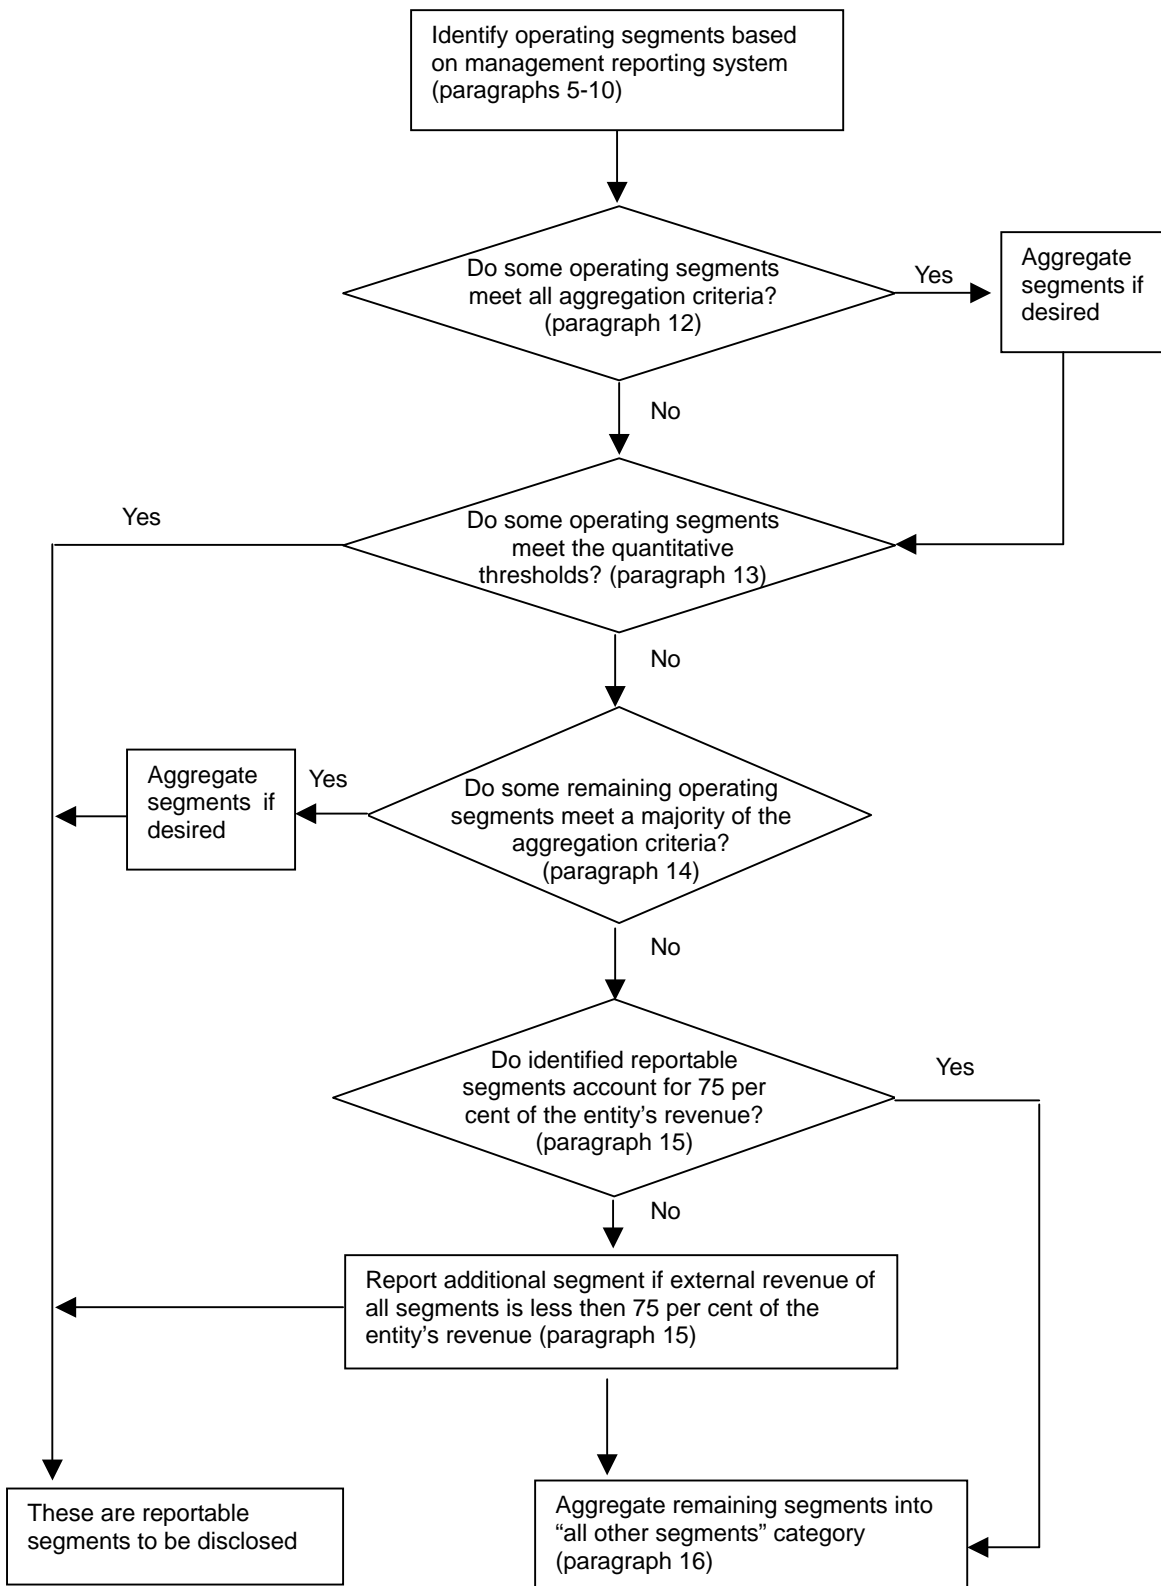 Identify operating segments based
on management reporting system
(paragraphs 5-10)
Do some operating segments
meet all aggregation criteria?
(paragraph 12)
Yes
Aggregate
segments if
desired
No
Do some operating segments
meet the quantitative
thresholds? (paragraph 13)
Yes
No
Do some remaining operating
segments meet a majority of the
aggregation criteria?
(paragraph 14)
Yes
Aggregate
segments if
desired
No
Do identified reportable
segments account for 75 per
cent of the entity’s revenue?
(paragraph 15)
Yes
No
Report additional segment if external revenue of
all segments is less then 75 per cent of the
entity’s revenue (paragraph 15)
These are reportable
segments to be disclosed
Aggregate remaining segments into
“all other segments” category
(paragraph 16)